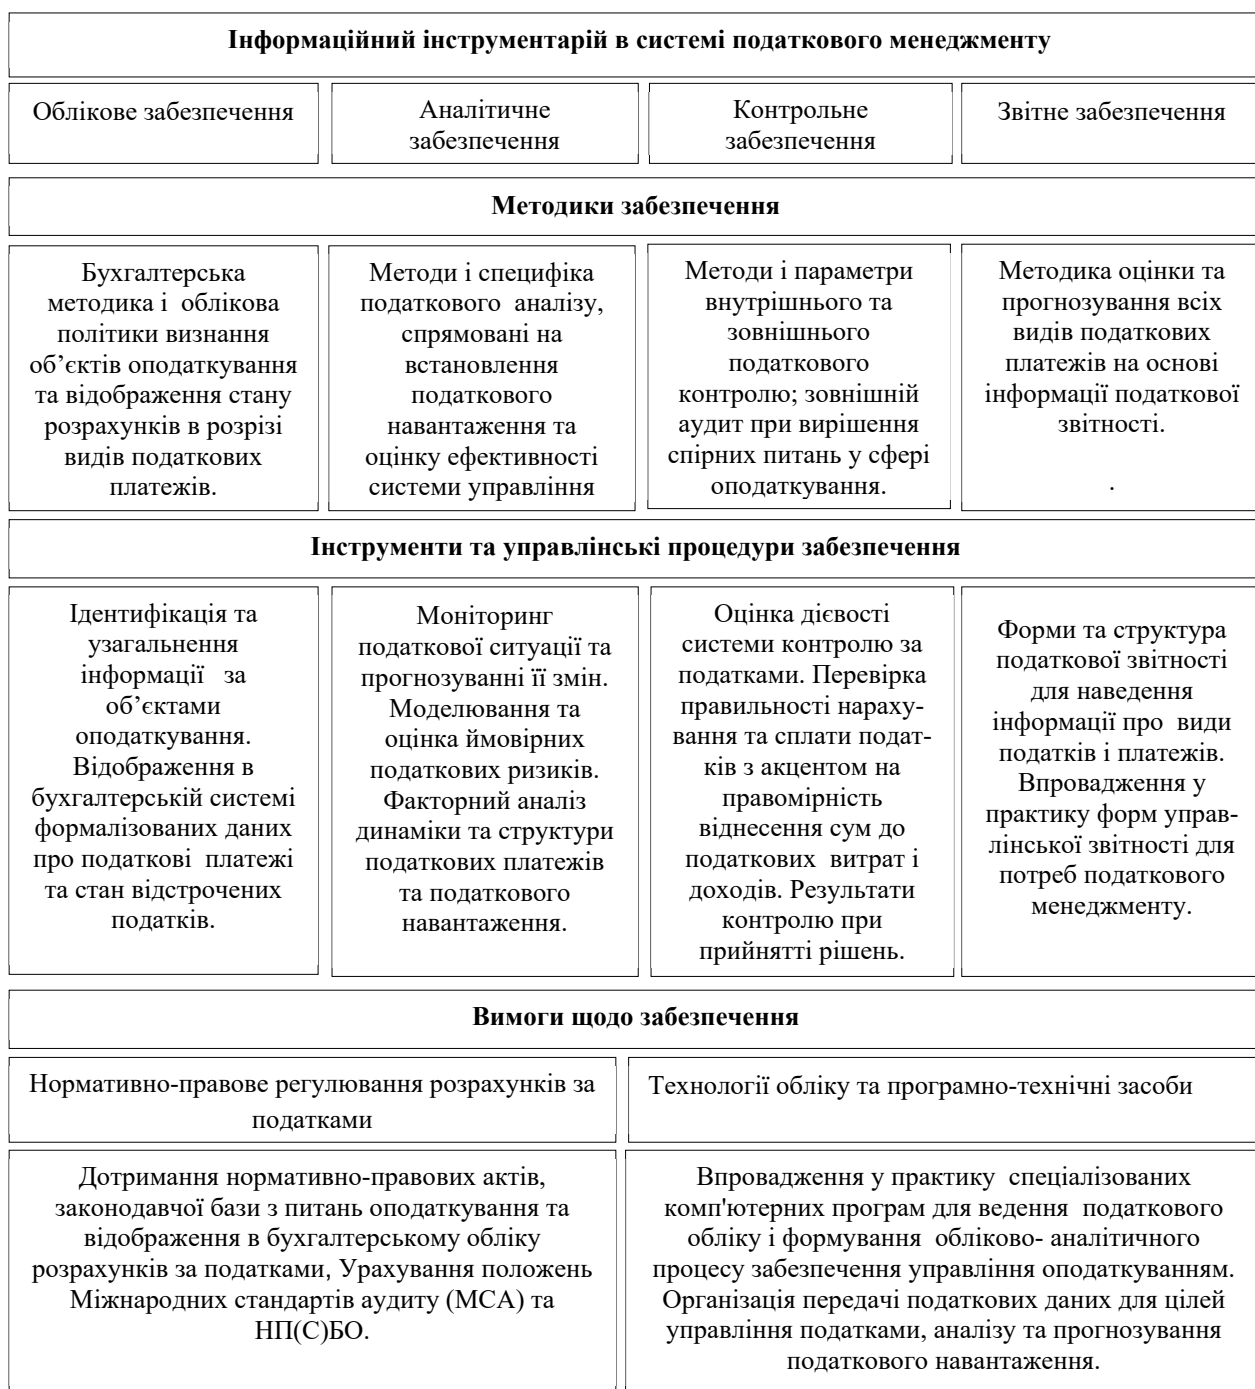 Інформаційний інструментарій в системі податкового менеджменту
Облікове забезпечення
Аналітичне
забезпечення
Контрольне
забезпечення
Звітне забезпечення
Методики забезпечення
Бухгалтерська
методика і облікова
політики визнання
об’єктів оподаткування
та відображення стану
розрахунків в розрізі
видів податкових
платежів.
Методи і специфіка
податкового аналізу,
спрямовані на
встановлення
податкового
навантаження та
оцінку ефективності
системи управління
Методи і параметри
внутрішнього та
зовнішнього
податкового
контролю; зовнішній
аудит при вирішення
спірних питань у сфері
оподаткування.
Методика оцінки та
прогнозування всіх
видів податкових
платежів на основі
інформації податкової
звітності.
.
Інструменти та управлінські процедури забезпечення
Ідентифікація та
узагальнення
інформації за
об’єктами
оподаткування.
Відображення в
бухгалтерській системі
формалізованих даних
про податкові платежі
та стан відстрочених
податків.
Моніторинг
податкової ситуації та
прогнозуванні її змін.
Моделювання та
оцінка ймовірних
податкових ризиків.
Факторний аналіз
динаміки та структури
податкових платежів
та податкового
навантаження.
Оцінка дієвості
системи контролю за
податками. Перевірка
правильності нараху-
вання та сплати подат-
ків з акцентом на
правомірність
віднесення сум до
податкових витрат і
доходів. Результати
контролю при
прийнятті рішень.
Форми та структура
податкової звітності
для наведення
інформації про види
податків і платежів.
Впровадження у
практику форм управ-
лінської звітності для
потреб податкового
менеджменту.
Вимоги щодо забезпечення
Нормативно-правове регулювання розрахунків за
податками
Технології обліку та програмно-технічні засоби
Дотримання нормативно-правових актів,
законодавчої бази з питань оподаткування та
відображення в бухгалтерському обліку
розрахунків за податками, Урахування положень
Міжнародних стандартів аудиту (МСА) та
НП(С)БО.
Впровадження у практику спеціалізованих
комп'ютерних програм для ведення податкового
обліку і формування обліково- аналітичного
процесу забезпечення управління оподаткуванням.
Організація передачі податкових даних для цілей
управління податками, аналізу та прогнозування
податкового навантаження.